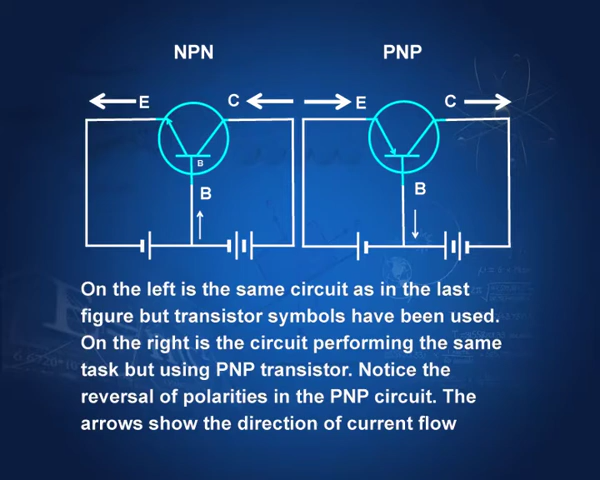 NPN
PNP
E
C
E
C
B
B
B
On the left is the same circuit as in the last
figure but transistor symbols have been used.
On the right is the circuit performing the same
task but using PNP transistor. Notice the
reversal of polarities in the PNP circuit. The
arrows show the direction of current flow